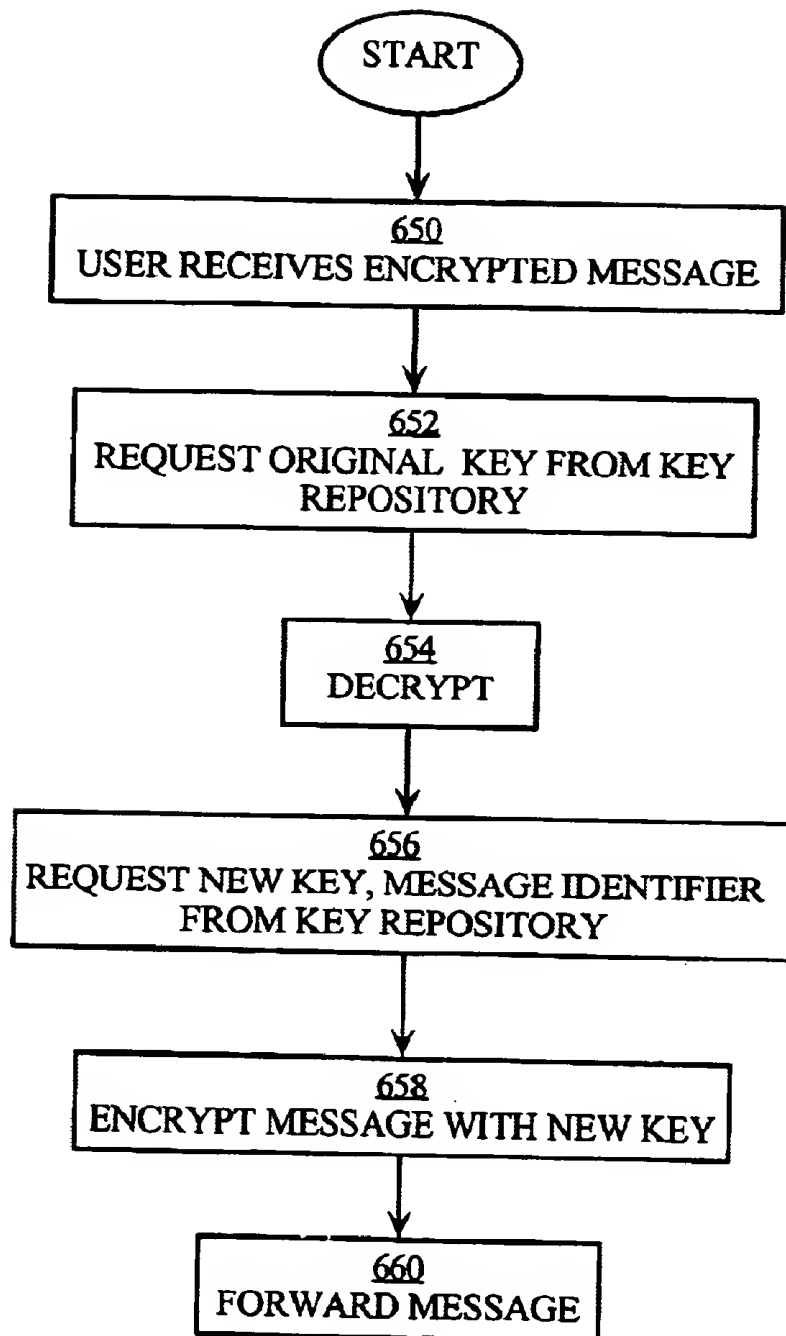 START
650
USER RECEIVES ENCRYPTED MESSAGE
652
REQUEST ORIGINAL KEY FROM KEY
REPOSITORY
654
DECRYPT
656
REQUEST NEW KEY, MESSAGE IDENTIFIER
FROM KEY REPOSITORY
658
ENCRYPT MESSAGE WITH NEW KEY
660
FORWARD MESSAGE